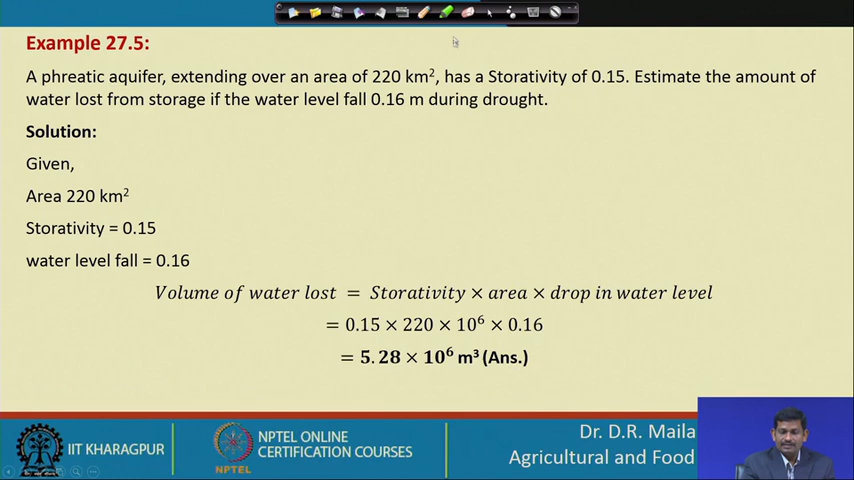 Example 27.5:
A phreatic aquifer, extending over an area of 220 km², has a Storativity of 0.15. Estimate the amount of
water lost from storage if the water level fall 0.16 m during drought.
Solution:
Given,
Area 220 km²
Storativity = 0.15
water level fall = 0.16
Volume of water lost = Storativity × area × drop in water level
= 0.15 × 220 × 10⁶ × 0.16
= 5.28 × 10⁶ m³ (Ans.)
IIT KHARAGPUR
NPTEL
NPTEL ONLINE
CERTIFICATION COURSES
Dr. D.R. Maila
Agricultural and Food